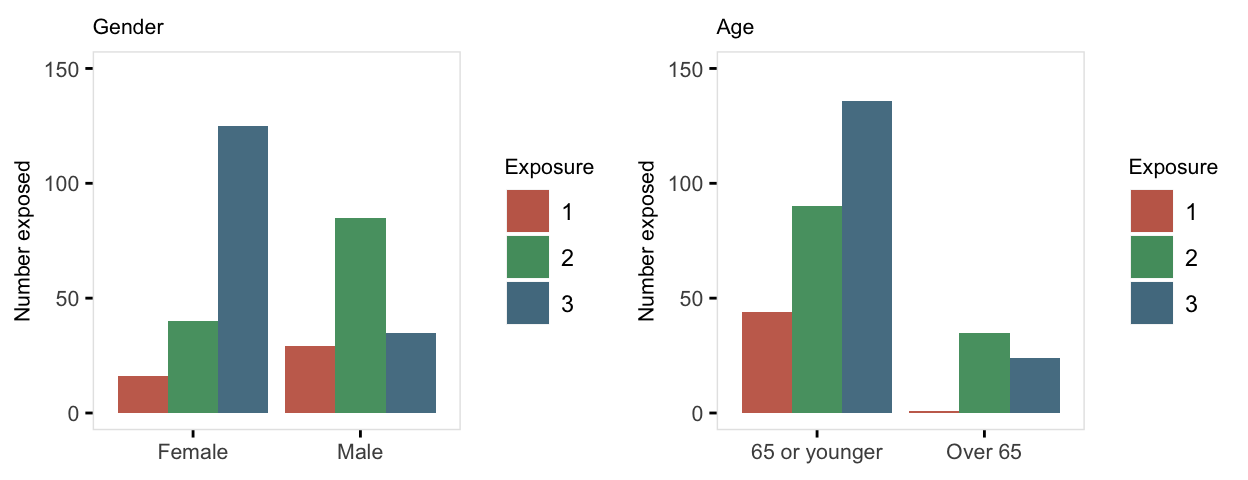 Gender
150
100
50
0
Number exposed
Female
Male
Exposure
1
2
3
Age
150
100
50
0
Number exposed
65 or younger
Over 65
Exposure
1
2
3